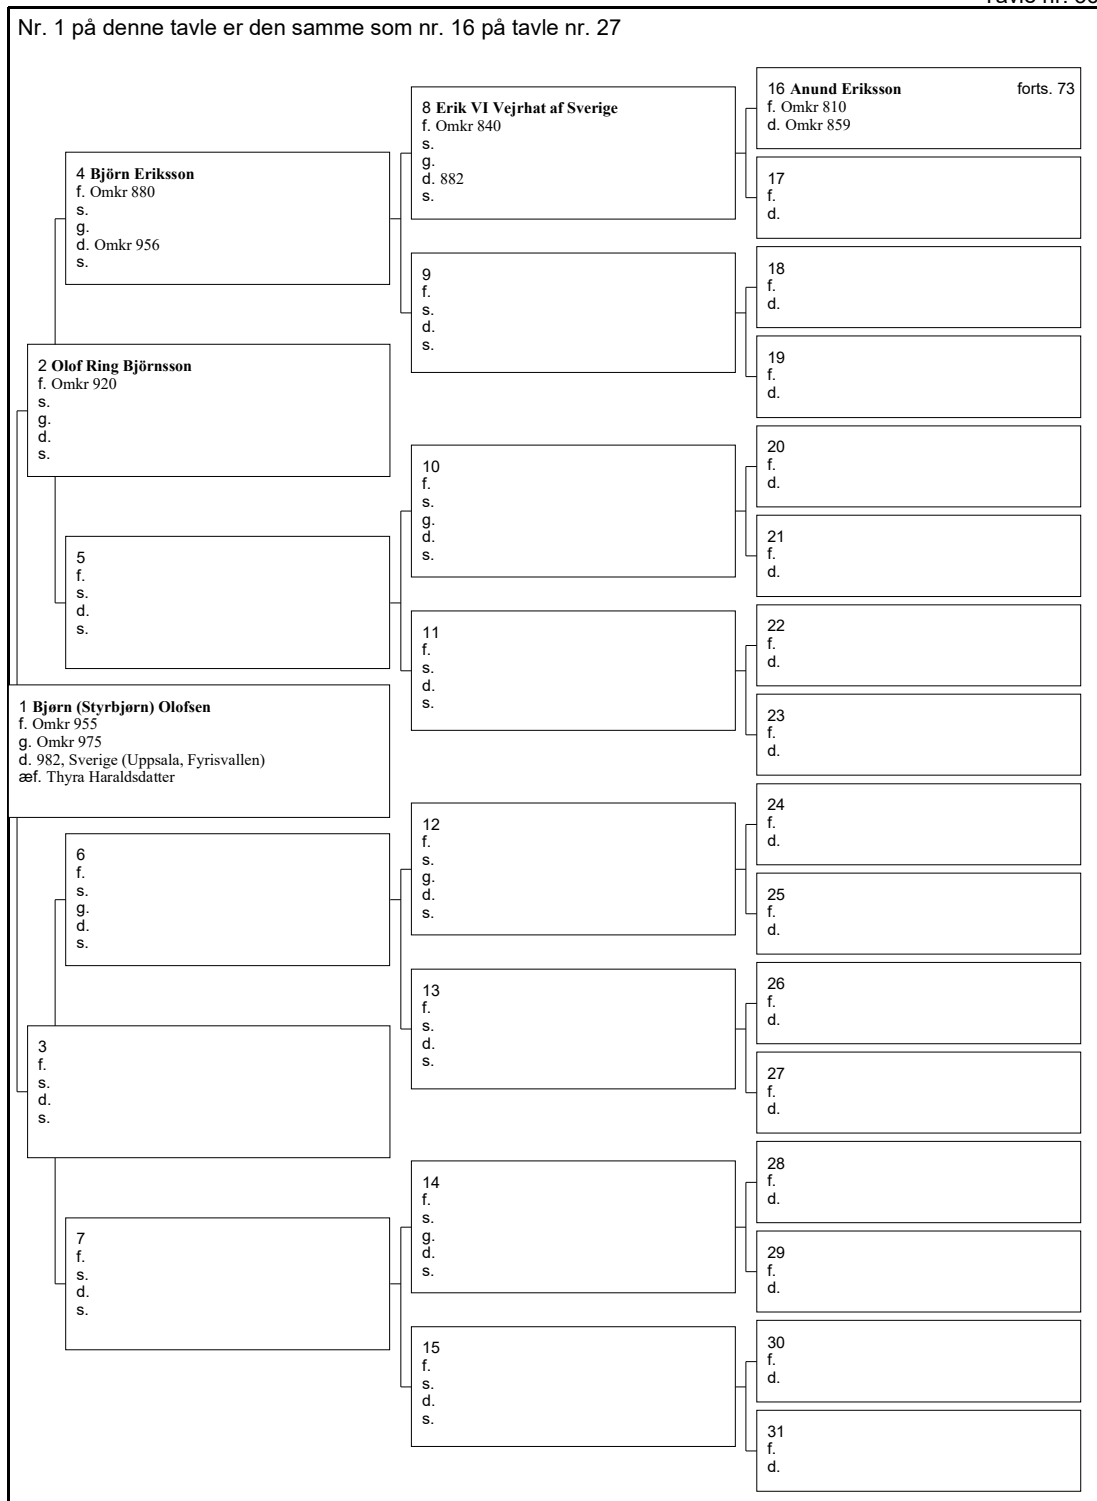 Nr. 1 på denne tavle er den samme som nr. 16 på tavle nr. 27
16 Anund Eriksson forts. 73
f. Omkr 810
d. Omkr 859
8 Erik VI Vejrhat af Sverige
f. Omkr 840
s.
g.
d. 882
s.
17
f.
d.
4 Björn Eriksson
f. Omkr 880
s.
g.
d. Omkr 956
s.
18
f.
d.
9
f.
s.
d.
s.
19
f.
d.
2 Olof Ring Björnsson
f. Omkr 920
s.
g.
d.
s.
20
f.
d.
10
f.
s.
g.
d.
s.
21
f.
d.
5
f.
s.
d.
s.
22
f.
d.
11
f.
s.
d.
s.
23
f.
d.
1 Bjørn (Styrbjørn) Olofsen
f. Omkr 955
g. Omkr 975
d. 982, Sverige (Uppsala, Fyrisvallen)
æf. Thyra Haraldsdatter
24
f.
d.
12
f.
s.
g.
d.
s.
25
f.
d.
6
f.
s.
g.
d.
s.
26
f.
d.
13
f.
s.
d.
s.
27
f.
d.
3
f.
s.
d.
s.
28
f.
d.
14
f.
s.
g.
d.
s.
29
f.
d.
7
f.
s.
d.
s.
30
f.
d.
15
f.
s.
d.
s.
31
f.
d.